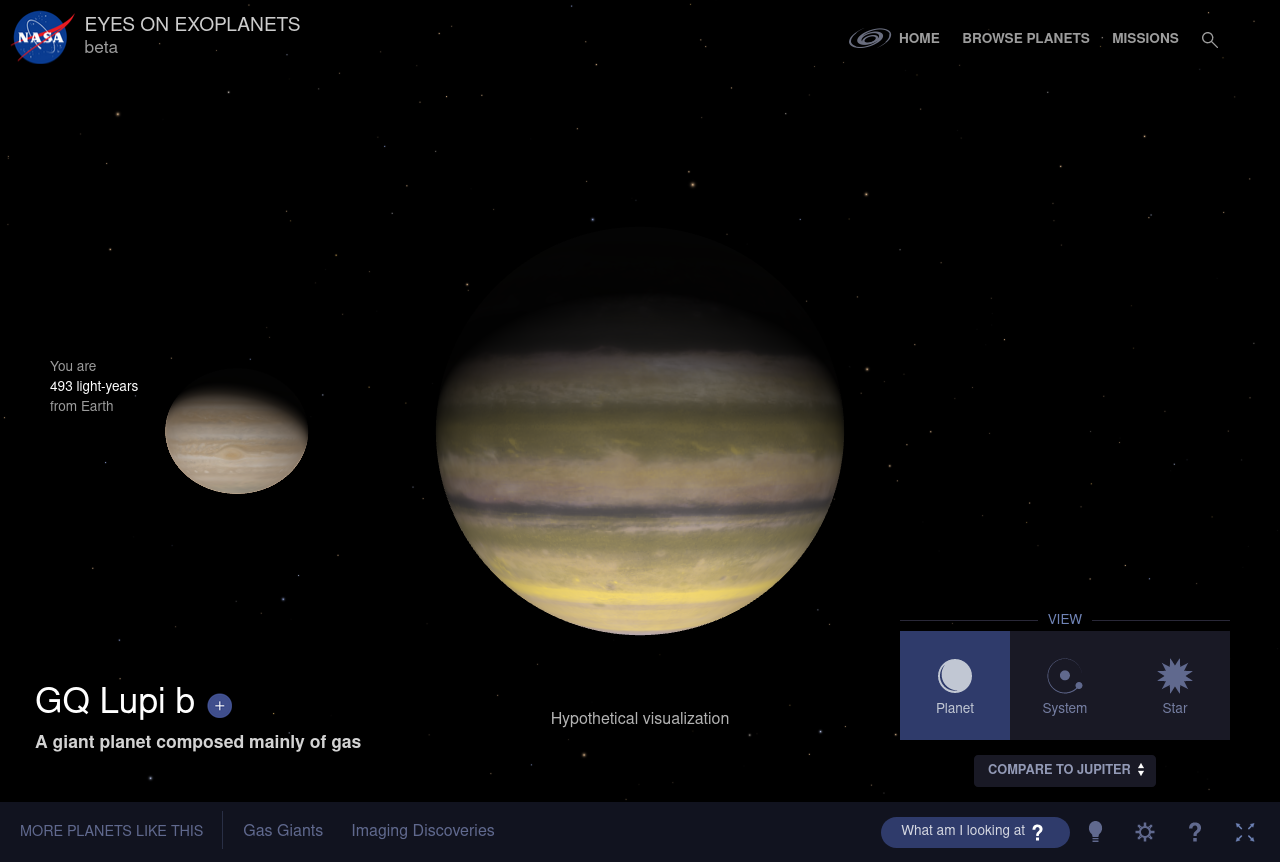 NASA
EYES ON EXOPLANETS
beta
HOME
BROWSE PLANETS
MISSIONS
You are
493 light-years
from Earth
GQ Lupi b +
A giant planet composed mainly of gas
Hypothetical visualization
VIEW
Planet
System
Star
COMPARE TO JUPITER
MORE PLANETS LIKE THIS
Gas Giants
Imaging Discoveries
What am I looking at ?
?